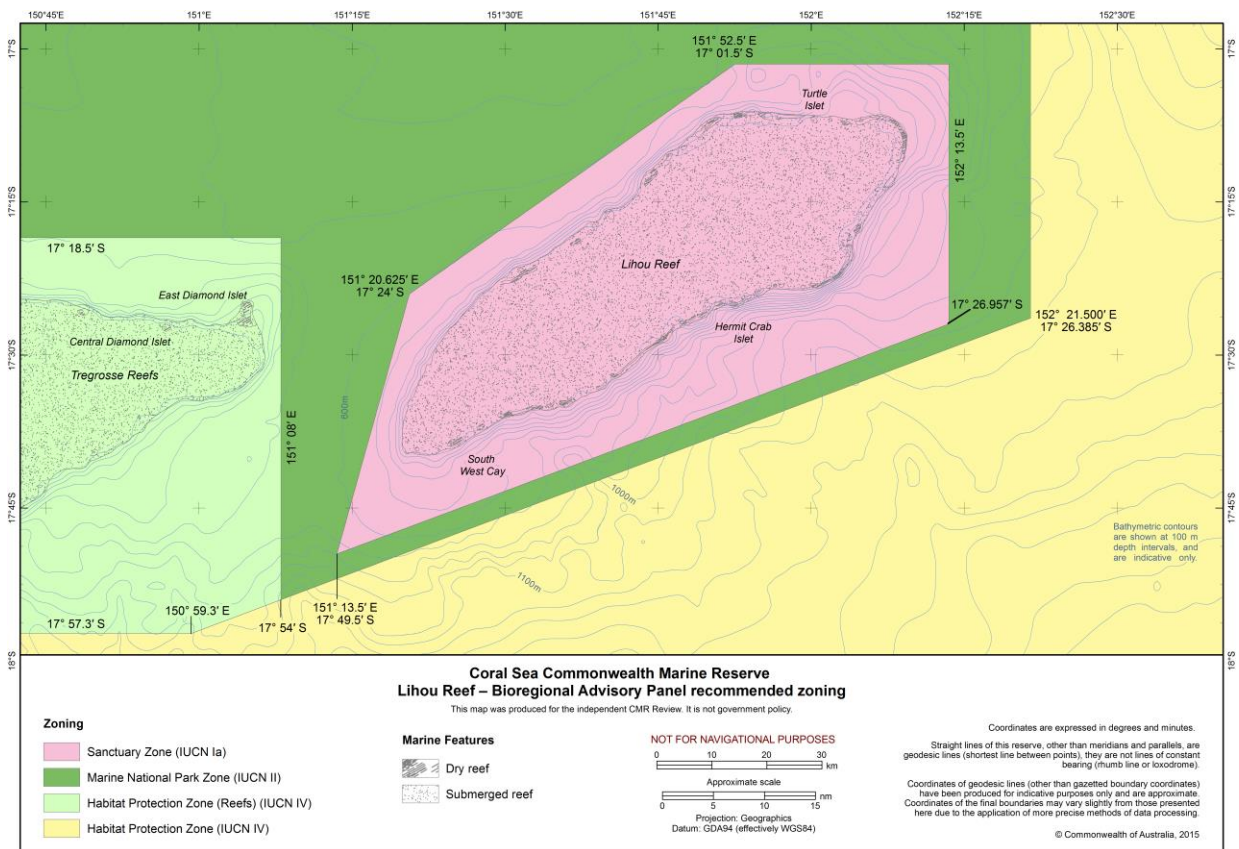 150°45'E
151°E
151°15'E
151°30'E
151°45'E
152°E
152°15'E
152°30'E
17°S
17°S
151° 52.5′ E
17° 01.5′ S
Turtle
Islet
152° 13.5′ E
17°15'S
17°15'S
17° 18.5′ S
151° 20.625′ E
17° 24′ S
Lihou Reef
East Diamond Islet
Central Diamond Islet
Tregrosse Reefs
Hermit Crab
Islet
17° 26.957′ S
152° 21.500′ E
17° 26.385′ S
17°30'S
17°30'S
151° 08′ E
600m
South
West Cay
1000m
17°45'S
17°45'S
Bathymetric contours
are shown at 100 m
depth intervals, and
are indicative only.
1100m
150° 59.3′ E
17° 57.3′ S
17° 54′ S
151° 13.5′ E
17° 49.5′ S
18°S
18°S
Coral Sea Commonwealth Marine Reserve
Lihou Reef – Bioregional Advisory Panel recommended zoning
This map was produced for the independent CMR Review. It is not government policy.
Zoning
Sanctuary Zone (IUCN Ia)
Marine National Park Zone (IUCN II)
Habitat Protection Zone (Reefs) (IUCN IV)
Habitat Protection Zone (IUCN IV)
Marine Features
Dry reef
Submerged reef
NOT FOR NAVIGATIONAL PURPOSES
0 10 20 30
km
Approximate scale
nm
0 5 10 15
Projection: Geographics
Datum: GDA94 (effectively WGS84)
Coordinates are expressed in degrees and minutes.
Straight lines of this reserve, other than meridians and parallels, are
geodesic lines (shortest line between points), they are not lines of constant
bearing (rhumb line or loxodrome).
Coordinates of geodesic lines (other than gazetted boundary coordinates)
have been produced for indicative purposes only and are approximate.
Coordinates of the final boundaries may vary slightly from those presented
here due to the application of more precise methods of data processing.
© Commonwealth of Australia, 2015